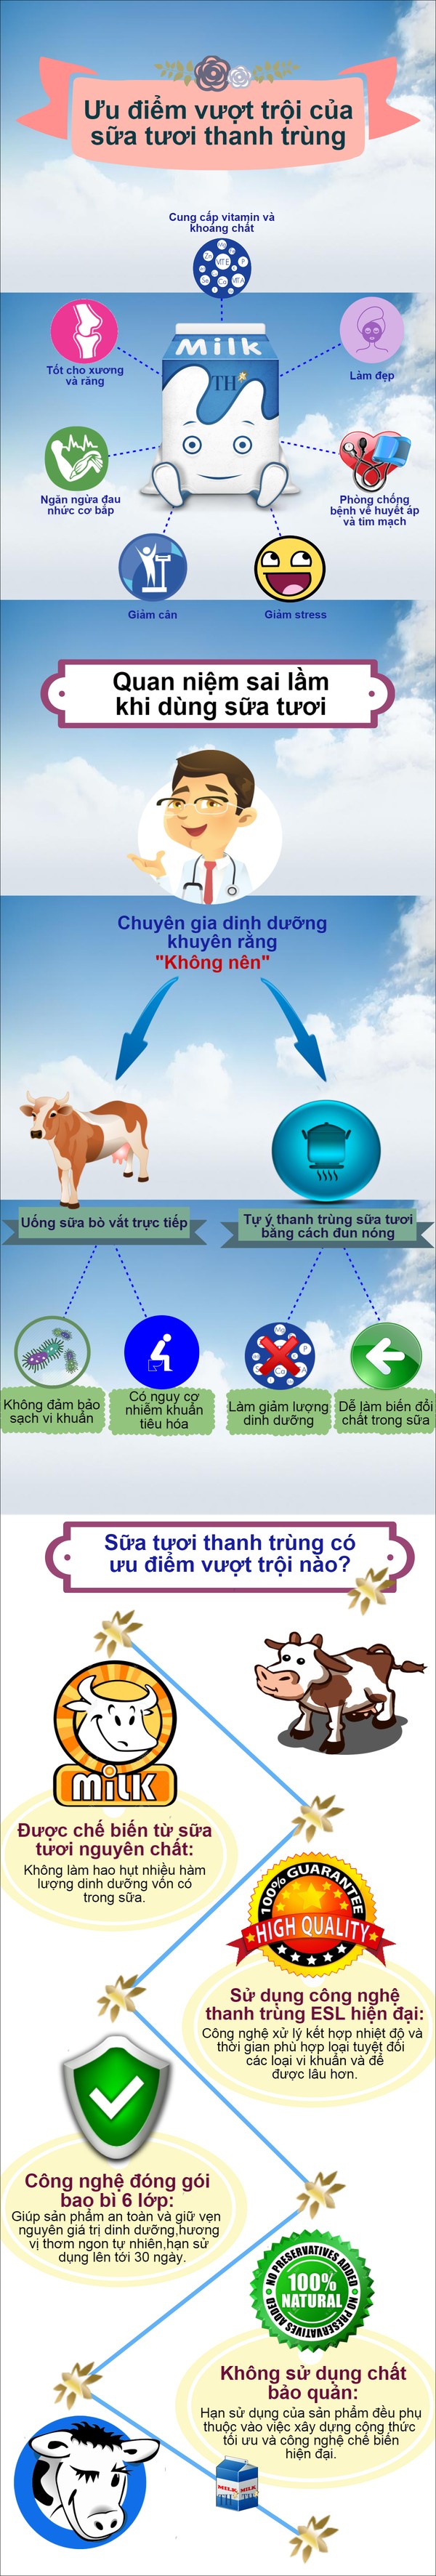 Ưu điểm vượt trội của
sữa tươi thanh trùng
Cung cấp vitamin và
khoáng chất
VIT E
P
Se
Ca
VIT A
Milk
TH
Tốt cho xương
và răng
Làm đẹp
Ngăn ngừa đau
nhức cơ bắp
Phòng chống
bệnh về huyết áp
và tim mạch
Giảm cân
Giảm stress
Quan niệm sai lầm
khi dùng sữa tươi
Chuyên gia dinh dưỡng
khuyên rằng
"Không nên"
Uống sữa bò vắt trực tiếp
Tự ý thanh trùng sữa tươi
bằng cách đun nóng
Không đảm bảo
sạch vi khuẩn
Có nguy cơ
nhiễm khuẩn
tiêu hóa
Làm giảm lượng
dinh dưỡng
Dễ làm biến đổi
chất trong sữa
Sữa tươi thanh trùng có
ưu điểm vượt trội nào?
MiLK
Được chế biến từ sữa
tươi nguyên chất:
Không làm hao hụt nhiều hàm
lượng dinh dưỡng vốn có
trong sữa.
100% GUARANTEE
HIGH QUALITY
Sử dụng công nghệ
thanh trùng ESL hiện đại:
Công nghệ xử lý kết hợp nhiệt độ và
thời gian phù hợp loại tuyệt đối
các loại vi khuẩn và để
được lâu hơn.
Công nghệ đóng gói
bao bì 6 lớp:
Giúp sản phẩm an toàn và giữ vẹn
nguyên giá trị dinh dưỡng,hương
vị thơm ngon tự nhiên,hạn sử
dụng lên tới 30 ngày.
NO PRESERVATIVES ADDED
100%
NATURAL
NO PRESERVATIVES ADDED
Không sử dụng chất
bảo quản:
Hạn sử dụng của sản phẩm đều phụ
thuộc vào việc xây dựng công thức
tối ưu và công nghệ chế biến
hiện đại.
MILK MILK